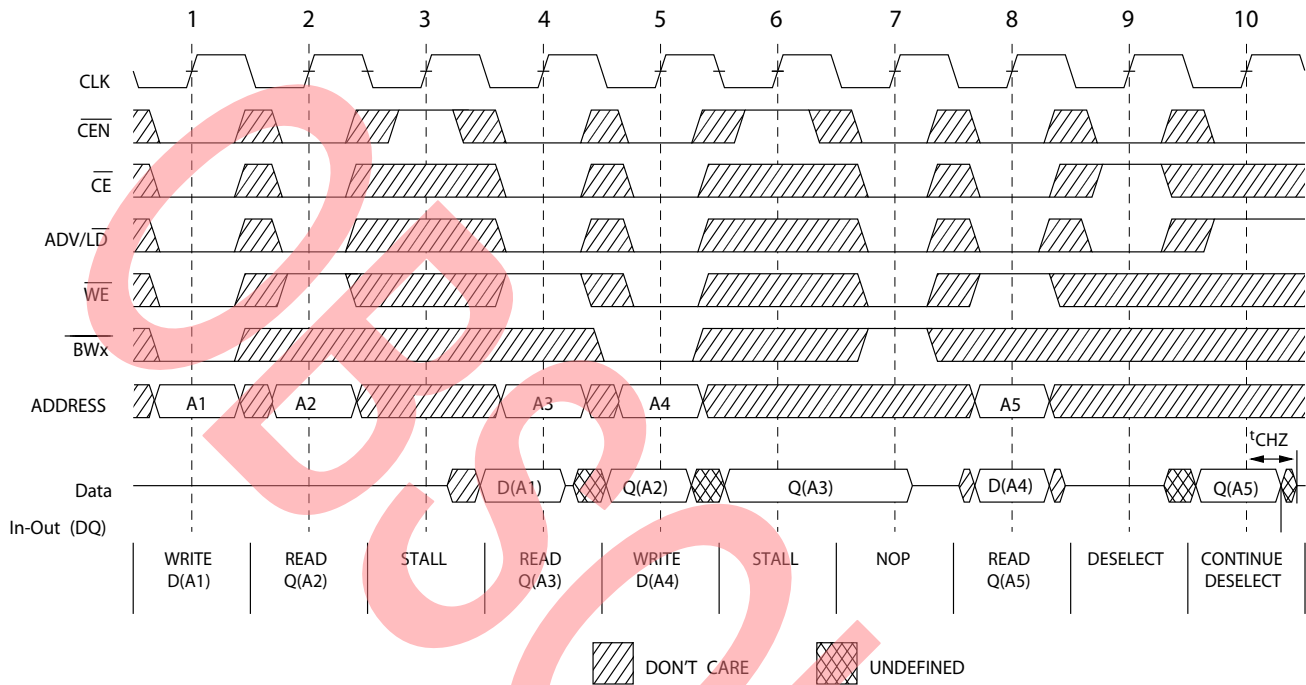 1 2 3 4 5 6 7 8 9 10
CLK
CEN
CE
ADV/LD
WE
BWx
ADDRESS A1 A2 A3 A4 A5
tCHZ
Data D(A1) Q(A2) Q(A3) D(A4) Q(A5)
In-Out (DQ)
WRITE READ STALL READ WRITE STALL NOP READ DESELECT CONTINUE
D(A1) Q(A2) Q(A3) D(A4) Q(A5) DESELECT
DON'T CARE UNDEFINED